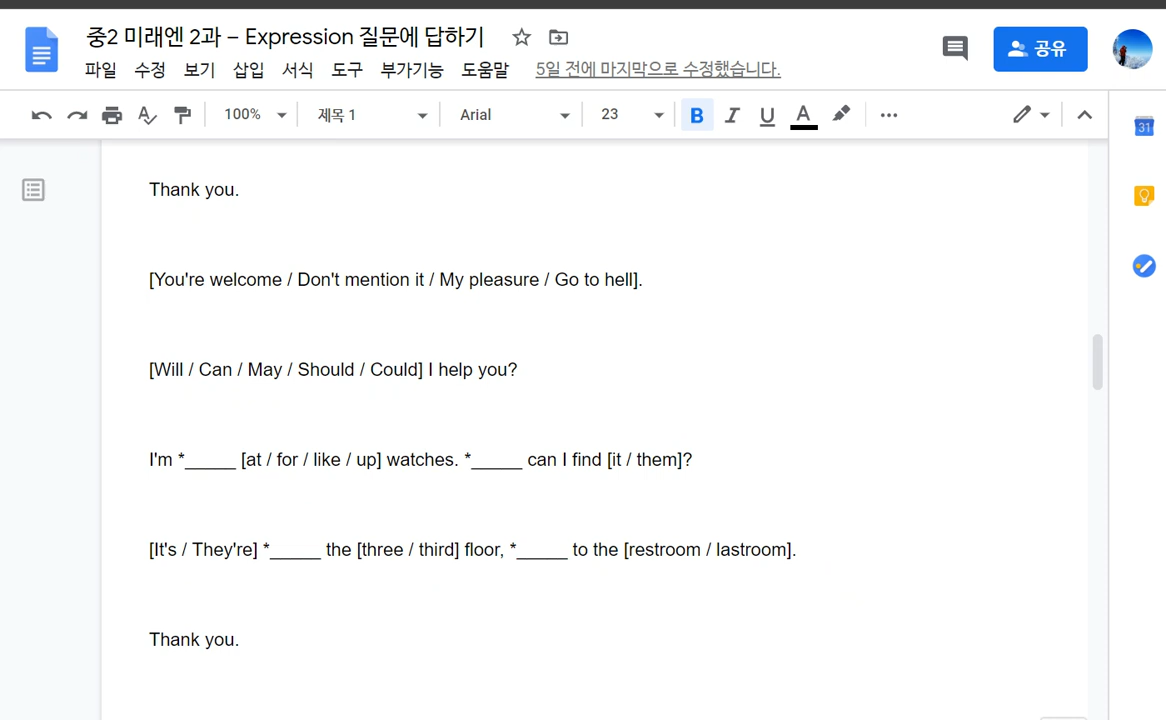 중2 미래엔 2과 – Expression 질문에 답하기
공유
파일 수정 보기 삽입 서식 도구 부가기능 도움말 5일 전에 마지막으로 수정했습니다.
100% 제목 1 Arial 23 B I U A
31
Thank you.
[You're welcome / Don't mention it / My pleasure / Go to hell].
[Will / Can / May / Should / Could] I help you?
I'm *_____ [at / for / like / up] watches. *_____ can I find [it / them]?
[It's / They're] *_____ the [three / third] floor, *_____ to the [restroom / lastroom].
Thank you.